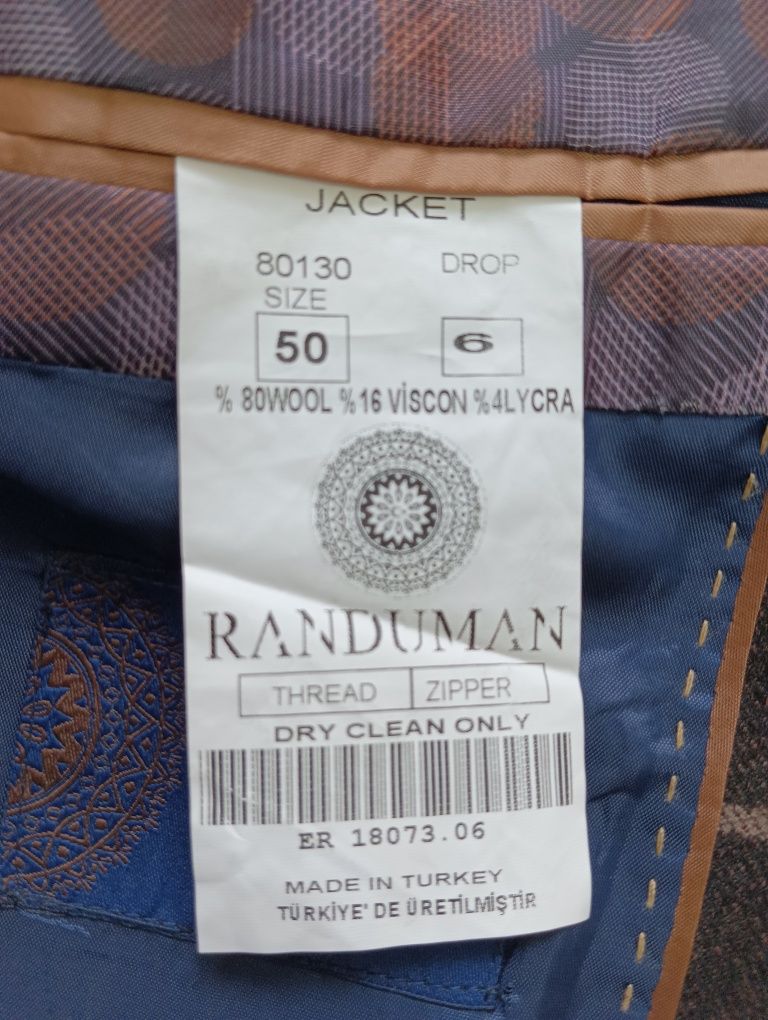 JACKET
80130 DROP
SIZE
50 6
% 80WOOL %16 VİSCON %4LYCRA
RANDUMAN
THREAD ZIPPER
DRY CLEAN ONLY
ER 18073.06
MADE IN TURKEY
TÜRKİYE' DE ÜRETİLMİŞTİR